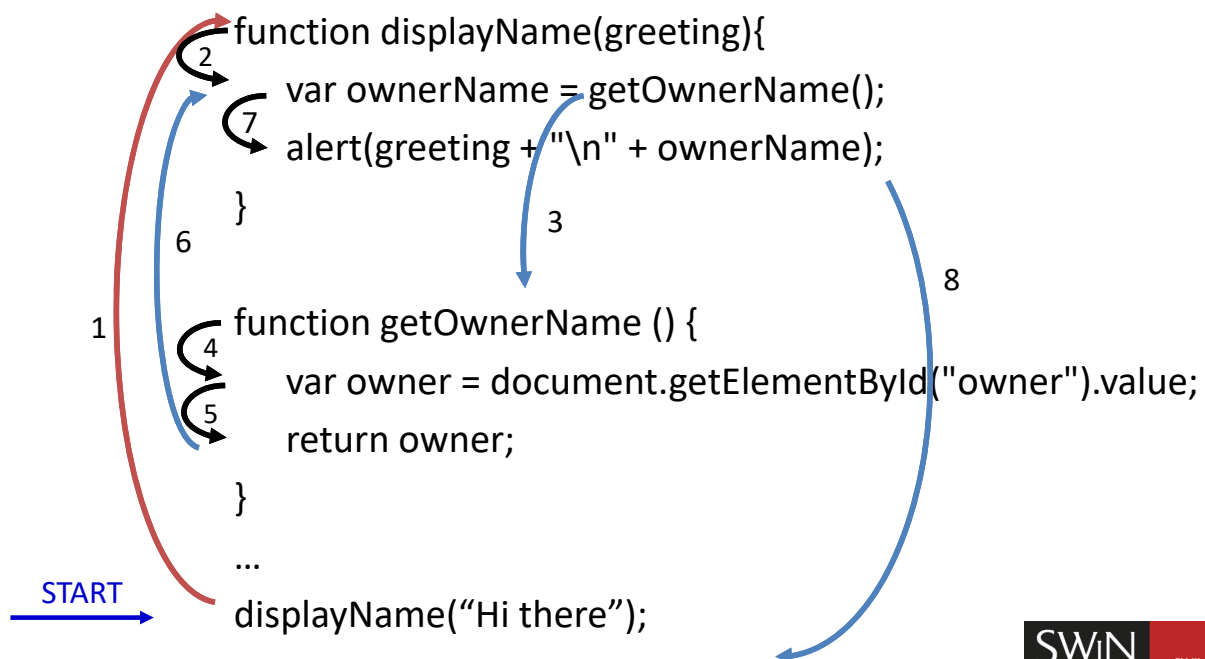 function displayName(greeting){
2
var ownerName = getOwnerName();
7
alert(greeting + "\n" + ownerName);
}
3
6
8
1
function getOwnerName () {
4
var owner = document.getElementById("owner").value;
5
return owner;
}
...
START
displayName(“Hi there”);
SWIN